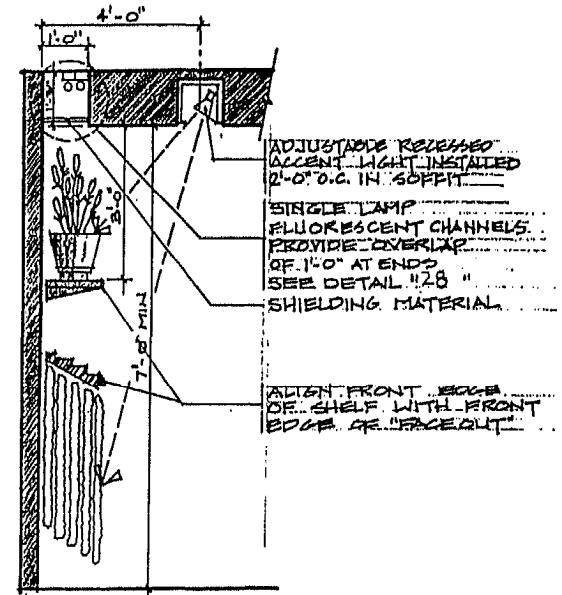 4'-0"
1'-0"
ADJUSTABLE RECESSED
ACCENT LIGHT INSTALLED
2'-0" O.C. IN SOFFIT
3'-0"
SINGLE LAMP
FLUORESCENT CHANNELS
PROVIDE OVERLAP
OF 1'-0" AT ENDS
SEE DETAIL "28"
SHIELDING MATERIAL
7'-8" MIN
ALIGN FRONT EDGE
OF SHELF WITH FRONT
EDGE OF "FACEOUT"